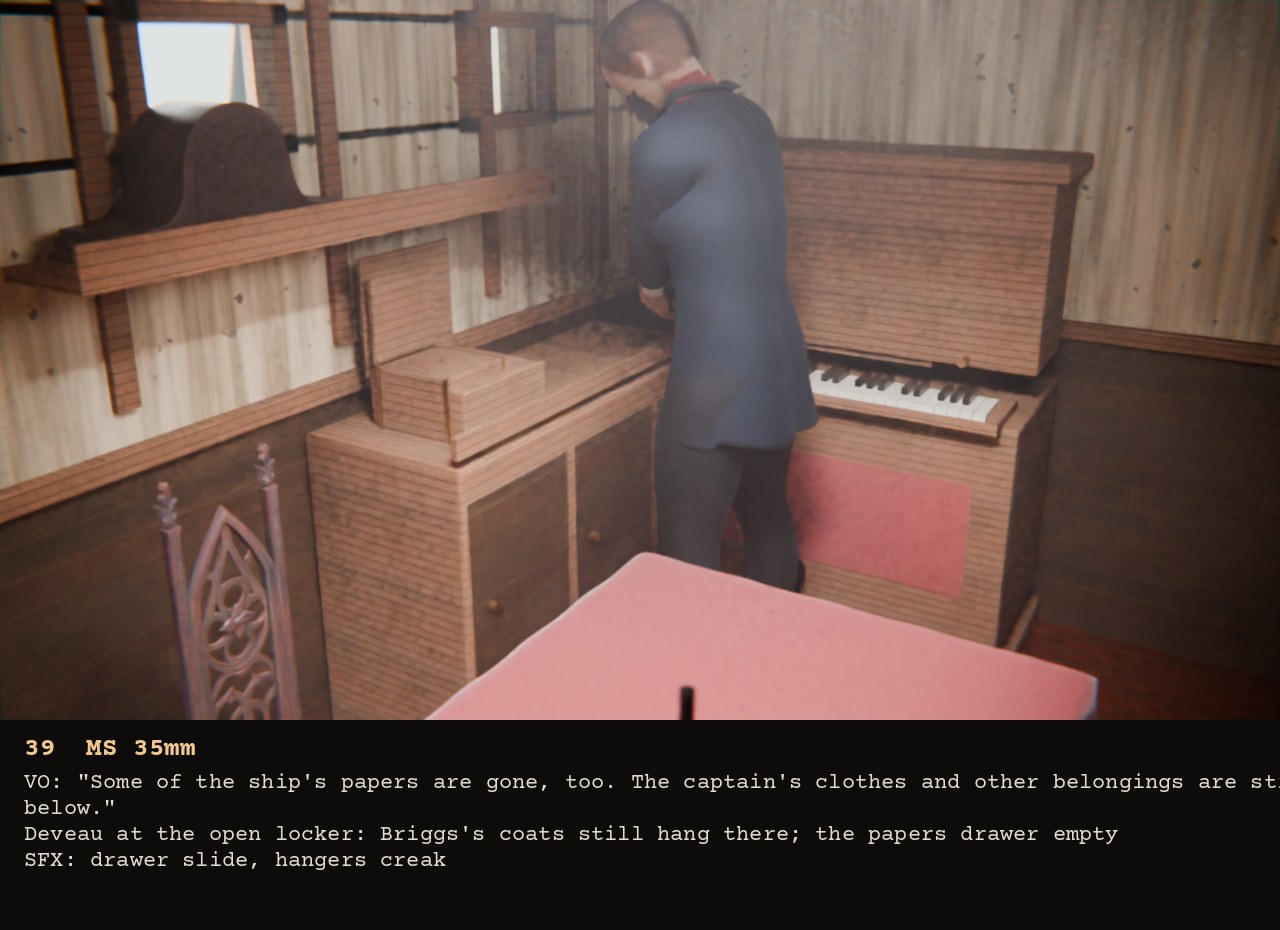 39  MS 35mm
VO: "Some of the ship's papers are gone, too. The captain's clothes and other belongings are
below."
Deveau at the open locker: Briggs's coats still hang there; the papers drawer empty
SFX: drawer slide, hangers creak